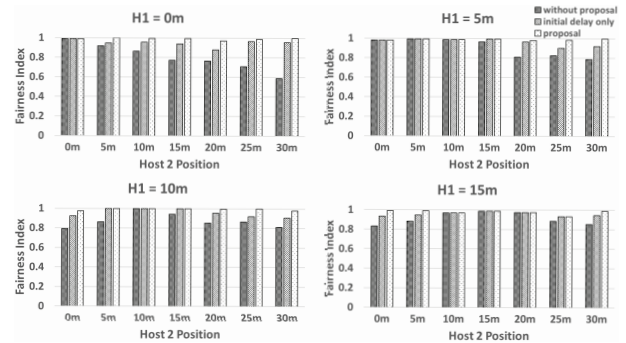 H1 = 0m
without proposal
initial delay only
proposal
H1 = 5m
Fairness Index
1
0.8
0.6
0.4
0.2
0
0m 5m 10m 15m 20m 25m 30m
Host 2 Position
Fairness Index
1
0.8
0.6
0.4
0.2
0
0m 5m 10m 15m 20m 25m 30m
Host 2 Position
H1 = 10m
H1 = 15m
Fairness Index
1
0.8
0.6
0.4
0.2
0
0m 5m 10m 15m 20m 25m 30m
Host 2 Position
Fairness Index
1
0.8
0.6
0.4
0.2
0
0m 5m 10m 15m 20m 25m 30m
Host 2 Position